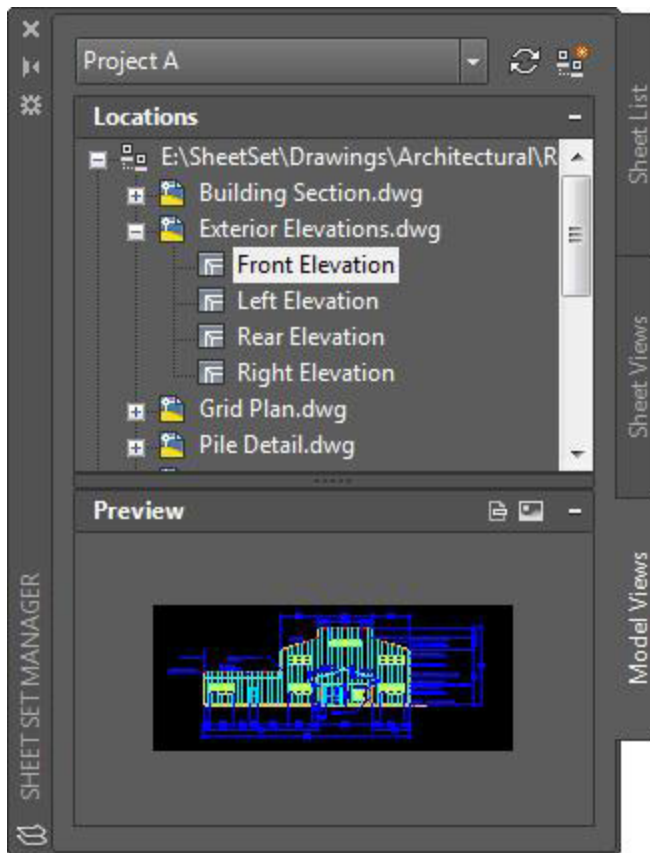 Project A
Locations
E:\SheetSet\Drawings\Architectural\R
Building Section.dwg
Exterior Elevations.dwg
Front Elevation
Left Elevation
Rear Elevation
Right Elevation
Grid Plan.dwg
Pile Detail.dwg
Preview
SHEET SET MANAGER
Sheet List
Sheet Views
Model Views